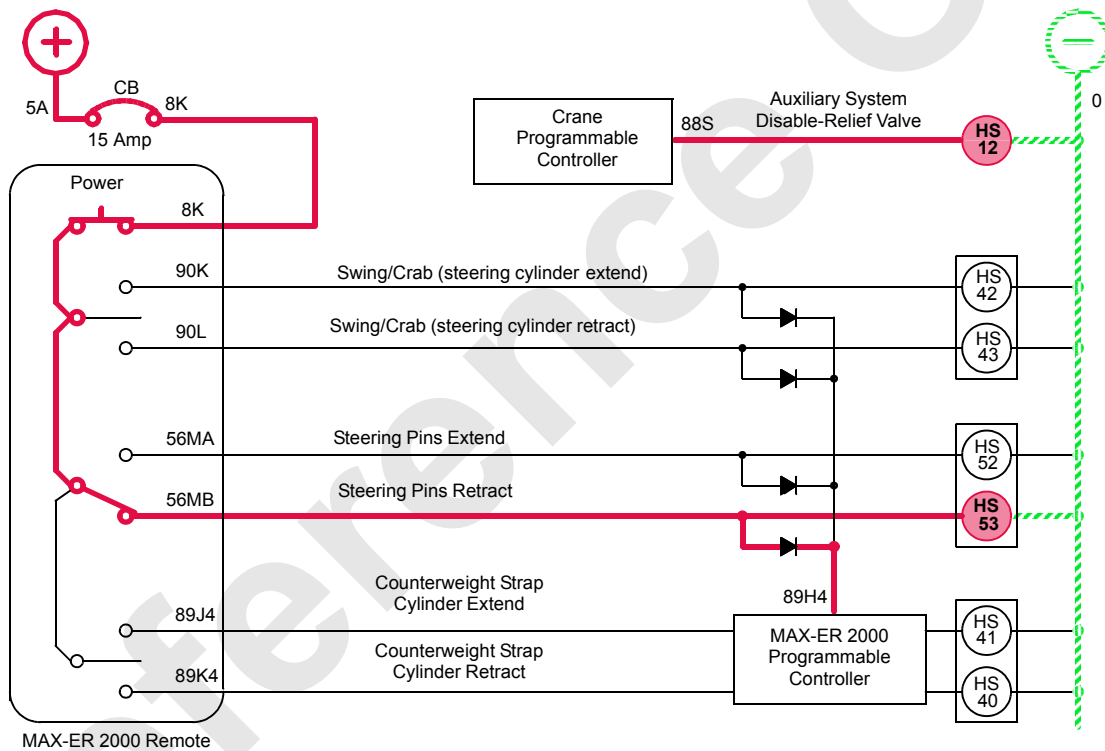 +
−
5A
CB
8K
15 Amp
0
Crane
Programmable
Controller
88S
Auxiliary System
Disable-Relief Valve
HS
12
Power
8K
90K
Swing/Crab (steering cylinder extend)
HS
42
90L
Swing/Crab (steering cylinder retract)
HS
43
56MA
Steering Pins Extend
HS
52
56MB
Steering Pins Retract
HS
53
89H4
89J4
Counterweight Strap
Cylinder Extend
MAX-ER 2000
Programmable
Controller
HS
41
89K4
Counterweight Strap
Cylinder Retract
HS
40
MAX-ER 2000 Remote
ference O